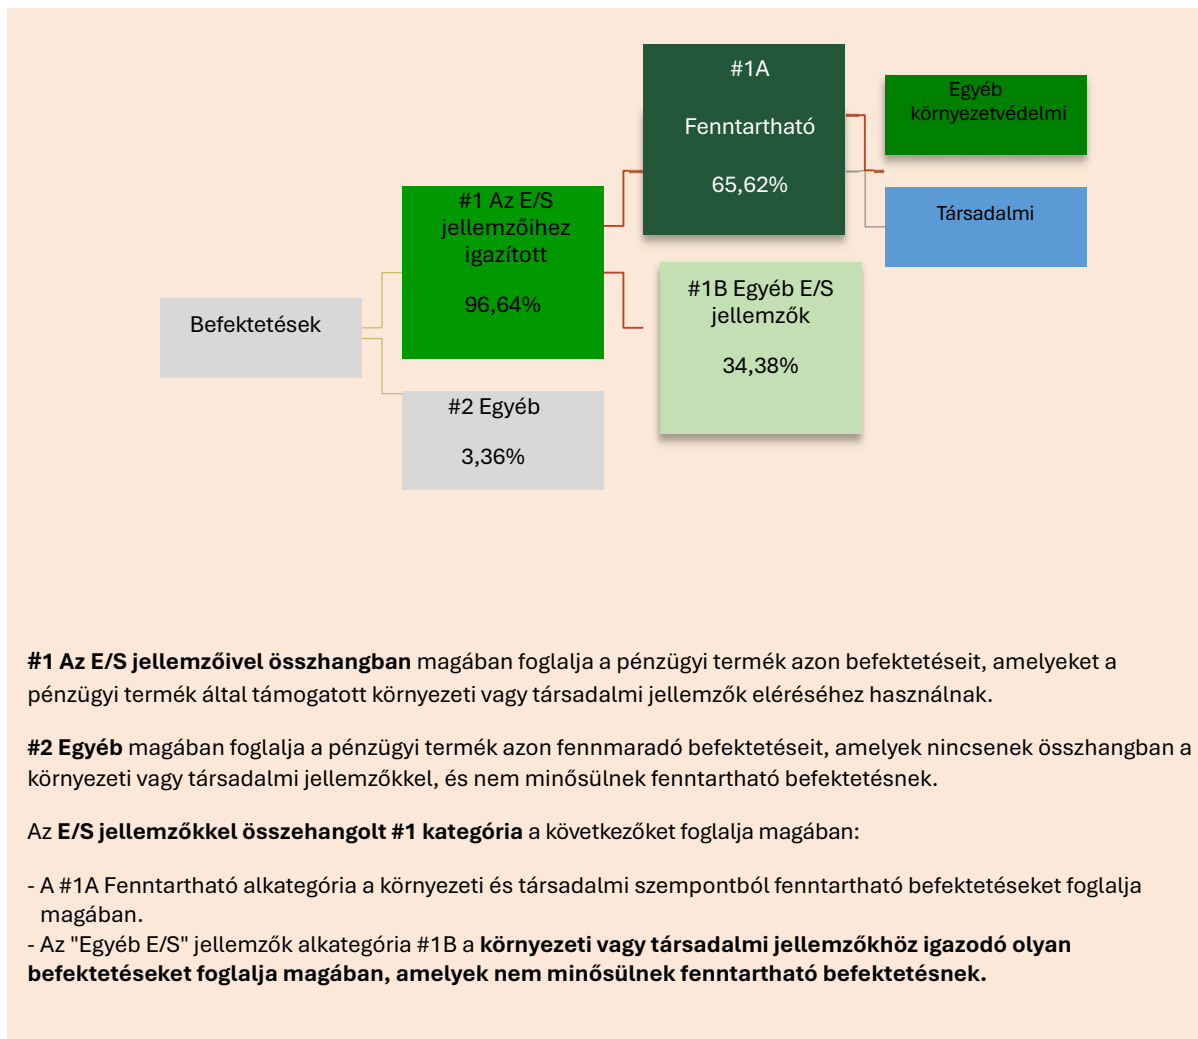 #1A
Fenntartható
65,62%
Egyéb
környezetvédelmi
Társadalmi
#1 Az E/S
jellemzőihez
igazított
96,64%
#1B Egyéb E/S
jellemzők
34,38%
Befektetések
#2 Egyéb
3,36%
#1 Az E/S jellemzőivel összhangban magában foglalja a pénzügyi termék azon befektetéseit, amelyeket a
pénzügyi termék által támogatott környezeti vagy társadalmi jellemzők eléréséhez használnak.
#2 Egyéb magában foglalja a pénzügyi termék azon fennmaradó befektetéseit, amelyek nincsenek összhangban a
környezeti vagy társadalmi jellemzőkkel, és nem minősülnek fenntartható befektetésnek.
Az E/S jellemzőkkel összehangolt #1 kategória a következőket foglalja magában:
- A #1A Fenntartható alkategória a környezeti és társadalmi szempontból fenntartható befektetéseket foglalja
magában.
- Az "Egyéb E/S" jellemzők alkategória #1B a környezeti vagy társadalmi jellemzőkhöz igazodó olyan
befektetéseket foglalja magában, amelyek nem minősülnek fenntartható befektetésnek.